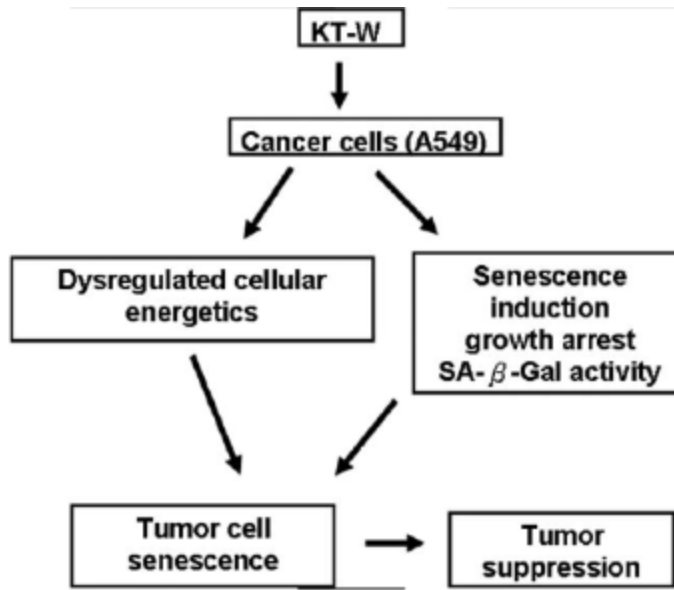 KT-W
Cancer cells (A549)
Dysregulated cellular
energetics
Senescence
induction
growth arrest
SA-β-Gal activity
Tumor cell
senescence
Tumor
suppression